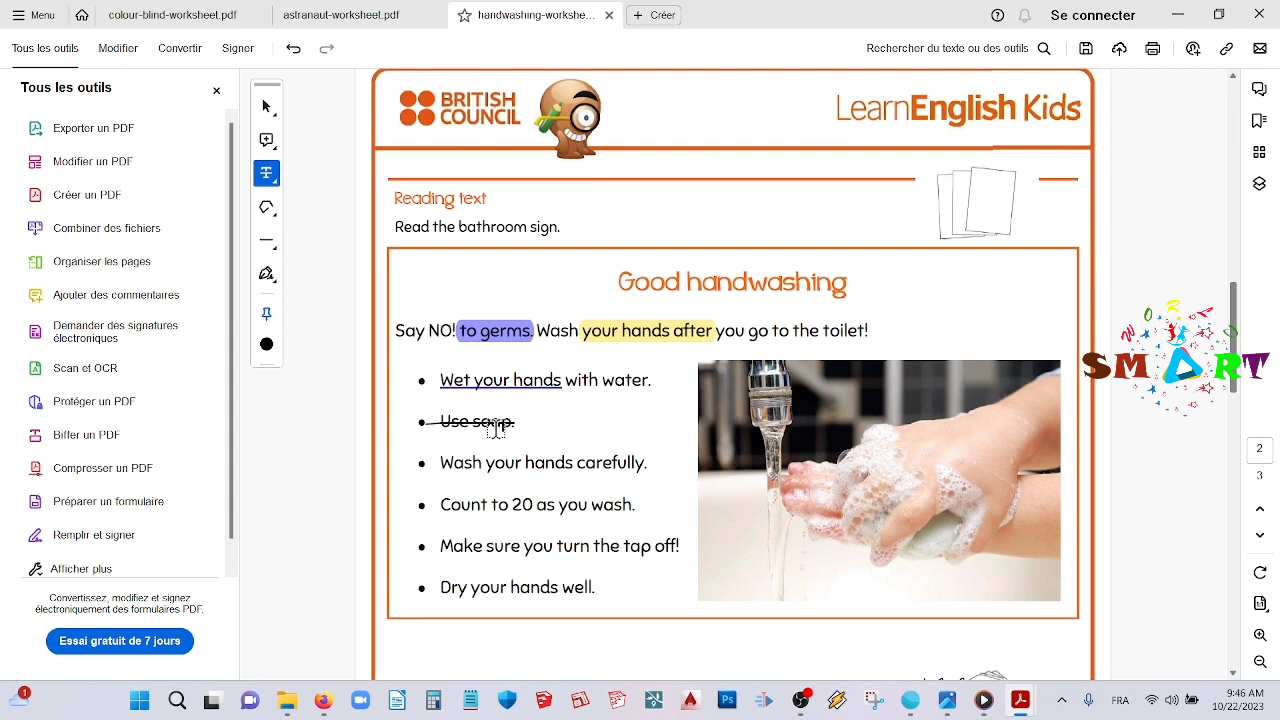 Menu
colour-blind-worksheet.pdf
astranaut-worksheet.pdf
handwashing-workshe...
Créer
Se connecter
Tous les outils
Modifier
Convertir
Signer
Rechercher du texte ou des outils
Tous les outils
Exporter un PDF
Modifier un PDF
Créer un PDF
Combiner des fichiers
Organiser les pages
Ajouter des commentaires
Demander des signatures
électroniques
Scan et OCR
Protéger un PDF
Biffer un PDF
Compresser un PDF
Préparer un formulaire
Remplir et signer
Afficher plus
Convertissez, modifiez et signez
électroniquement des formulaires PDF.
Essai gratuit de 7 jours
BRITISH
COUNCIL
LearnEnglish Kids
Reading text
Read the bathroom sign.
Good handwashing
Say NO! to germs. Wash your hands after you go to the toilet!
• Wet your hands with water.
• Use soap.
• Wash your hands carefully.
• Count to 20 as you wash.
• Make sure you turn the tap off!
• Dry your hands well.
SMART
2
3
1
Ps
FRA
9:46 AM
10/22/2023